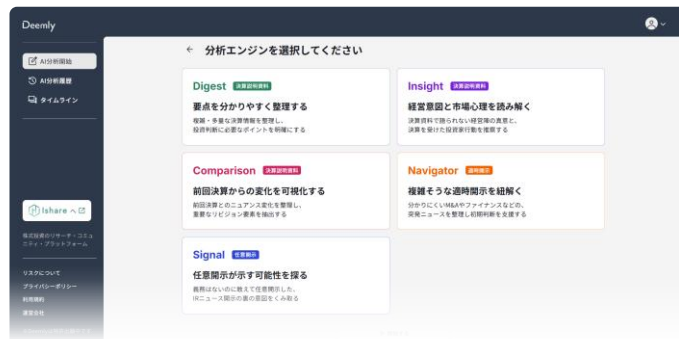 Deemly
AI分析開始
AI分析履歴
タイムライン
Ishareへ
株式投資のリサーチ・コミュ
ニティ・プラットフォーム
リスクについて
プライバシーポリシー
利用規約
運営会社
← 分析エンジンを選択してください
Digest 決算説明資料
要点を分かりやすく整理する
複雑・多量な決算情報を整理し、
投資判断に必要なポイントを明確にする
Insight 決算説明資料
経営意図と市場心理を読み解く
決算資料で語られない経営陣の真意と、
決算を受けた投資家行動を推察する
Comparison 決算説明資料
前回決算からの変化を可視化する
前回決算とのニュアンス変化を整理し、
重要なリビジョン要素を抽出する
Navigator 適時開示
複雑そうな適時開示を紐解く
分かりにくいM&Aやファイナンスなどの、
突発ニュースを整理し初期判断を支援する
Signal 任意開示
任意開示が示す可能性を探る
義務はないのに敢えて任意開示した、
IRニュース開示の裏の意図をくみ取る